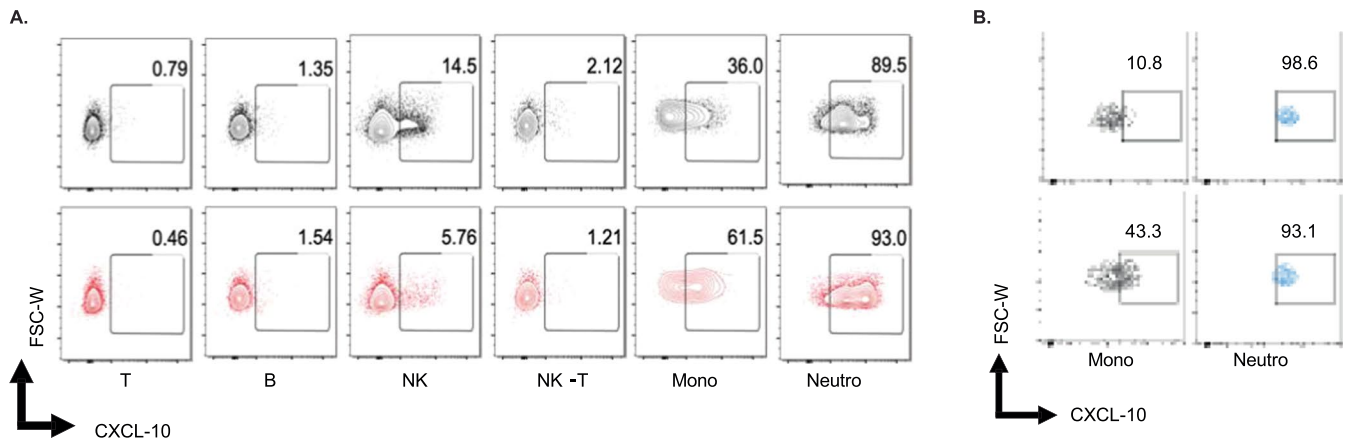 A.
0.79 1.35 14.5 2.12 36.0 89.5
0.46 1.54 5.76 1.21 61.5 93.0
FSC-W
T B NK NK -T Mono Neutro
CXCL-10
B.
10.8 98.6
43.3 93.1
FSC-W
Mono Neutro
CXCL-10